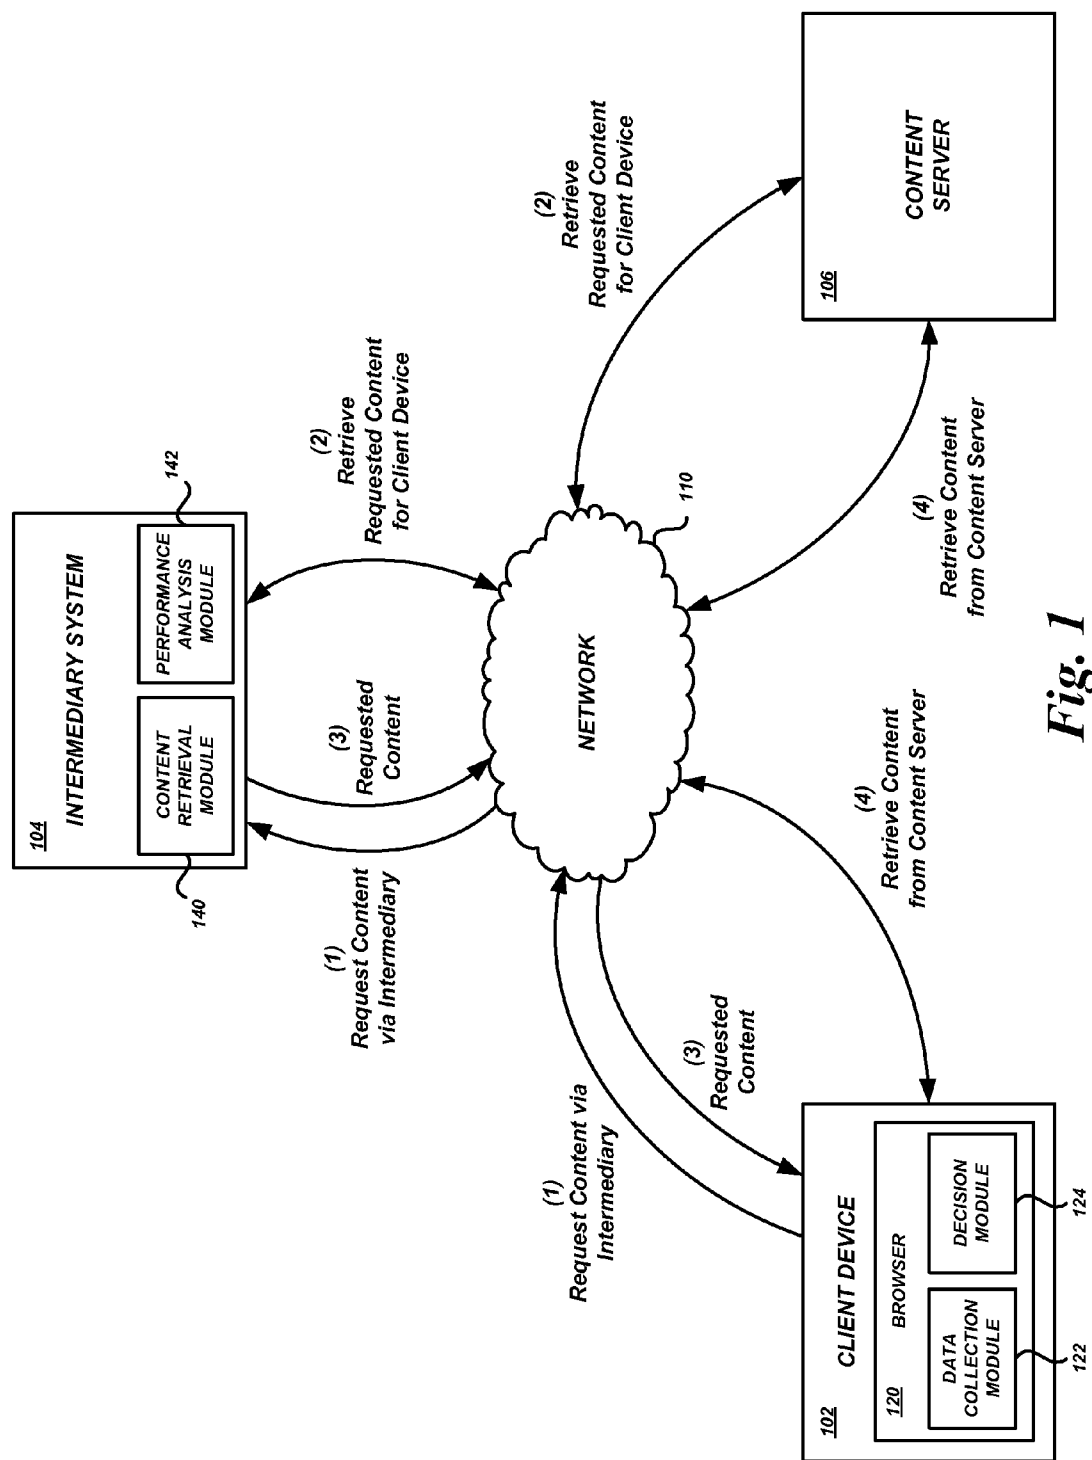 104
INTERMEDIARY SYSTEM
CONTENT
RETRIEVAL
MODULE
140
PERFORMANCE
ANALYSIS
MODULE
142
(1)
Request Content
via Intermediary
(3)
Requested
Content
(2)
Retrieve
Requested Content
for Client Device
(1)
Request Content via
Intermediary
(3)
Requested
Content
NETWORK
110
(2)
Retrieve
Requested Content
for Client Device
102
CLIENT DEVICE
120
BROWSER
DATA
COLLECTION
MODULE
122
DECISION
MODULE
124
(4)
Retrieve Content
from Content Server
(4)
Retrieve Content
from Content Server
106
CONTENT
SERVER
Fig. 1